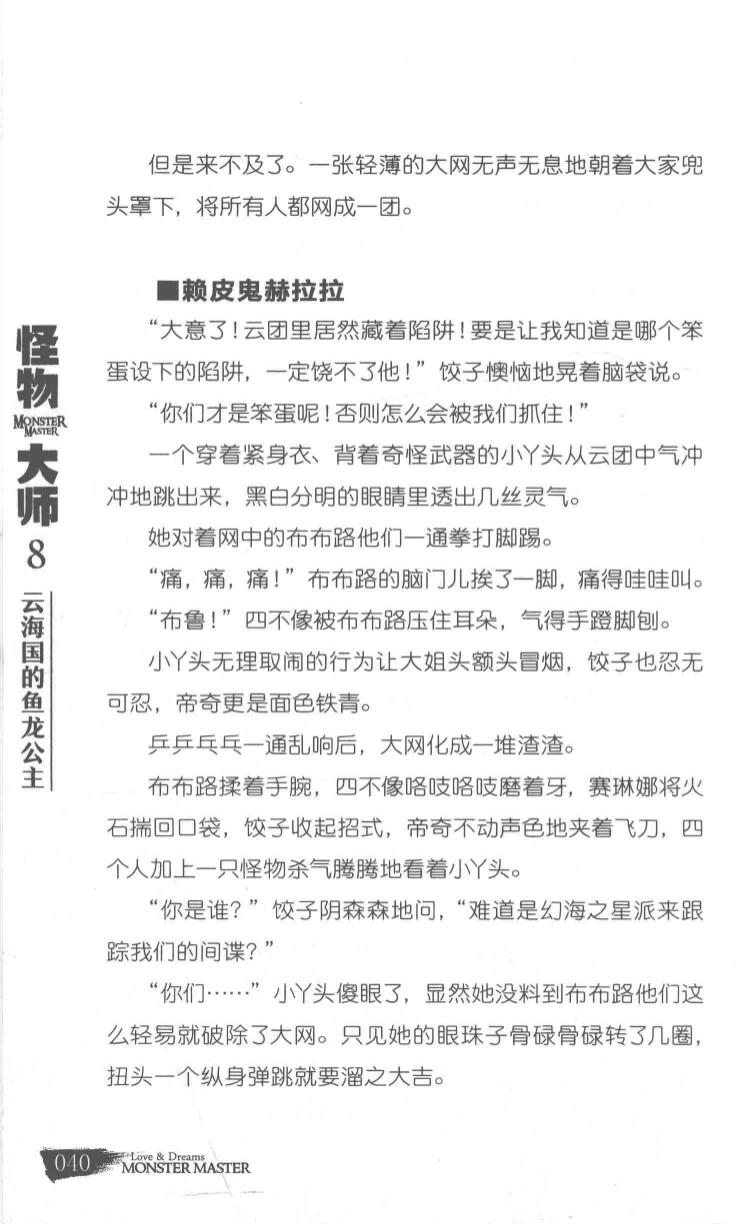 但是来不及了。一张轻薄的大网无声无息地朝着大家兜
头罩下，将所有人都网成一团。
■赖皮鬼赫拉拉
“大意了！云团里居然藏着陷阱！要是让我知道是哪个笨
蛋设下的陷阱，一定饶不了他！”饺子懊恼地晃着脑袋说。
“你们才是笨蛋呢！否则怎么会被我们抓住！”
一个穿着紧身衣、背着奇怪武器的小丫头从云团中气冲
冲地跳出来，黑白分明的眼睛里透出几丝灵气。
她对着网中的布布路他们一通拳打脚踢。
“痛，痛，痛！”布布路的脑门儿挨了一脚，痛得哇哇叫。
“布鲁！”四不像被布布路压住耳朵，气得手蹬脚刨。
小丫头无理取闹的行为让大姐头额头冒烟，饺子也忍无
可忍，帝奇更是面色铁青。
乒乒乓乓一通乱响后，大网化成一堆渣渣。
布布路揉着手腕，四不像咯吱咯吱磨着牙，赛琳娜将火
石揣回口袋，饺子收起招式，帝奇不动声色地夹着飞刀，四
个人加上一只怪物杀气腾腾地看着小丫头。
“你是谁？”饺子阴森森地问，“难道是幻海之星派来跟
踪我们的间谍？”
“你们……”小丫头傻眼了，显然她没料到布布路他们这
么轻易就破除了大网。只见她的眼珠子骨碌骨碌转了几圈，
扭头一个纵身弹跳就要溜之大吉。
怪物
MONSTER
MASTER
大师
8
云海国的鱼龙公主
040
Love & Dreams
MONSTER MASTER